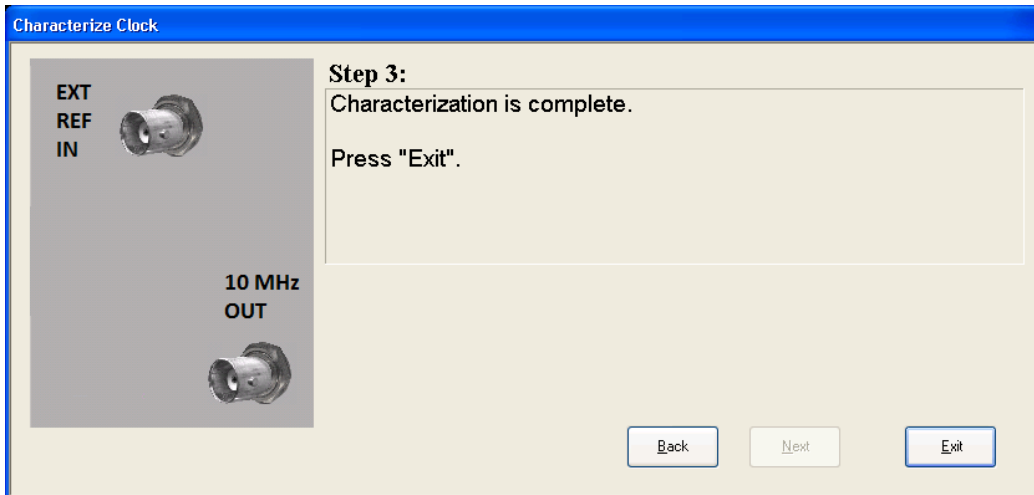 Characterize Clock
EXT
REF
IN
10 MHz
OUT
Step 3:
Characterization is complete.
Press "Exit".
Back
Next
Exit